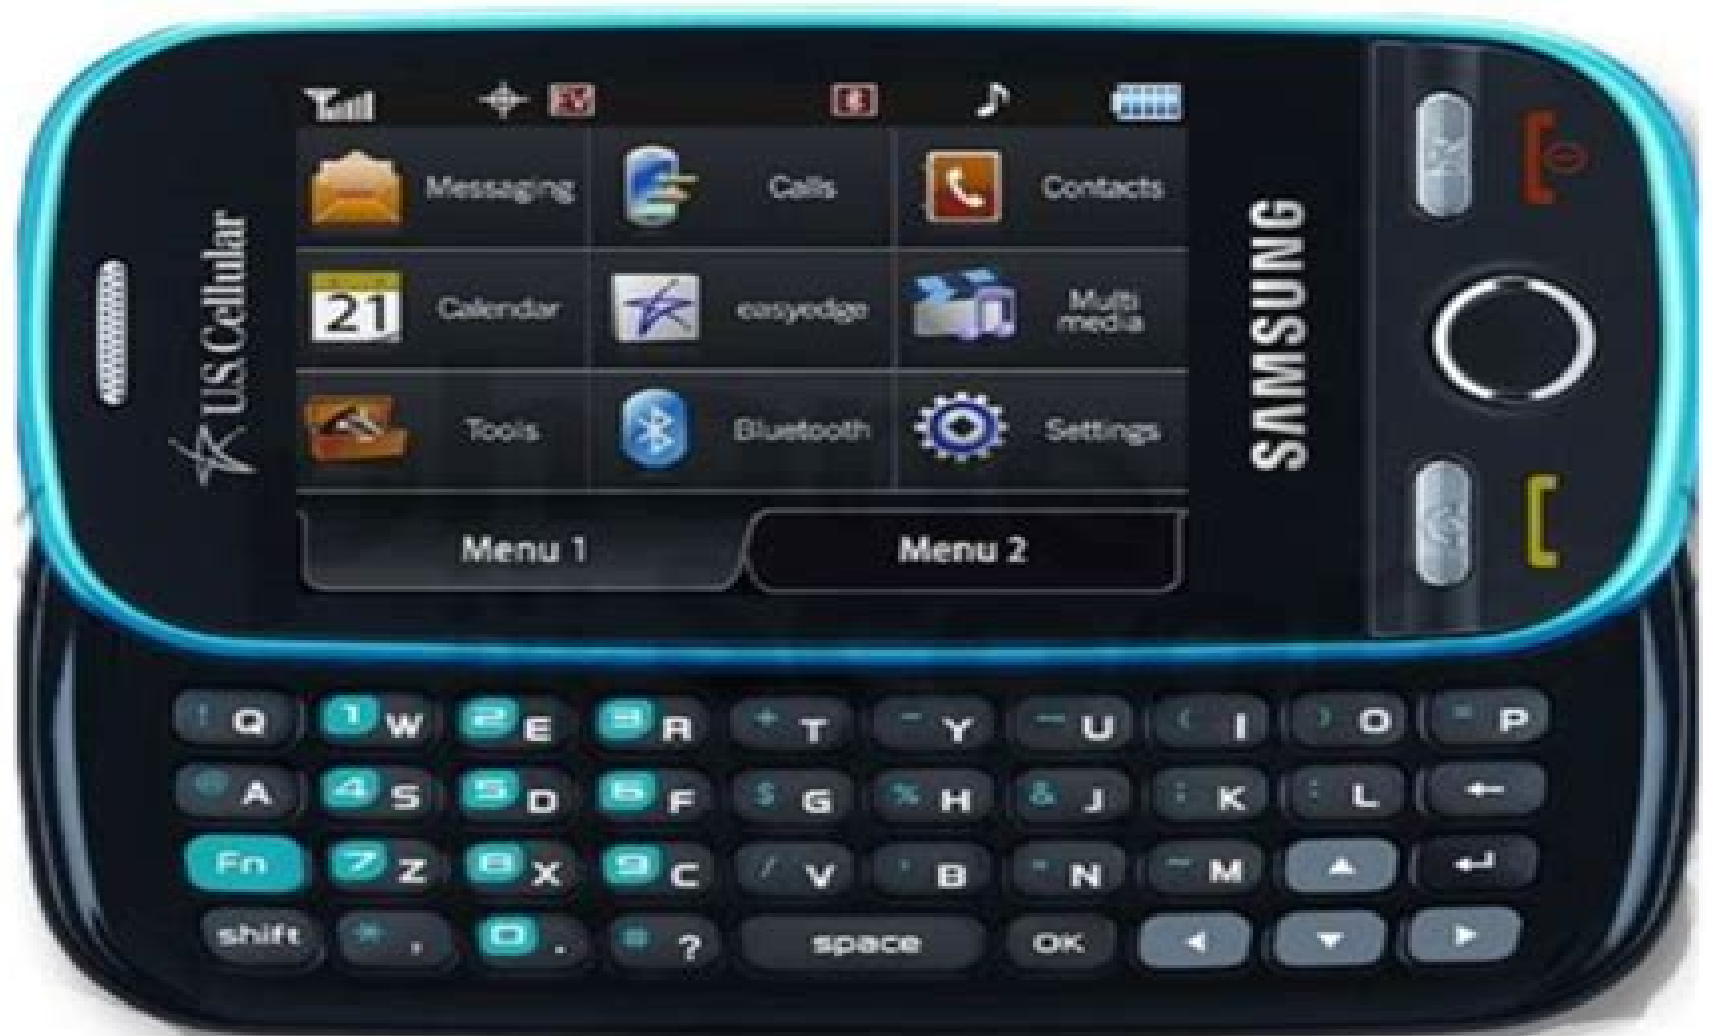 EV
Messaging Calls Contacts
21 Calendar easyedge Multi media
Tools Bluetooth Settings
Menu 1 Menu 2
U.S. Cellular
SAMSUNG
! Q 1 W 2 E 3 R + T - Y — U ( I ) O P
@ A 4 S 5 D 6 F $ G % H & J ; K : L ←
Fn 7 Z 8 X 9 C / V ' B " N ~ M ▲ ↵
shift * , 0 . # ? space OK ◄ ▼ ►